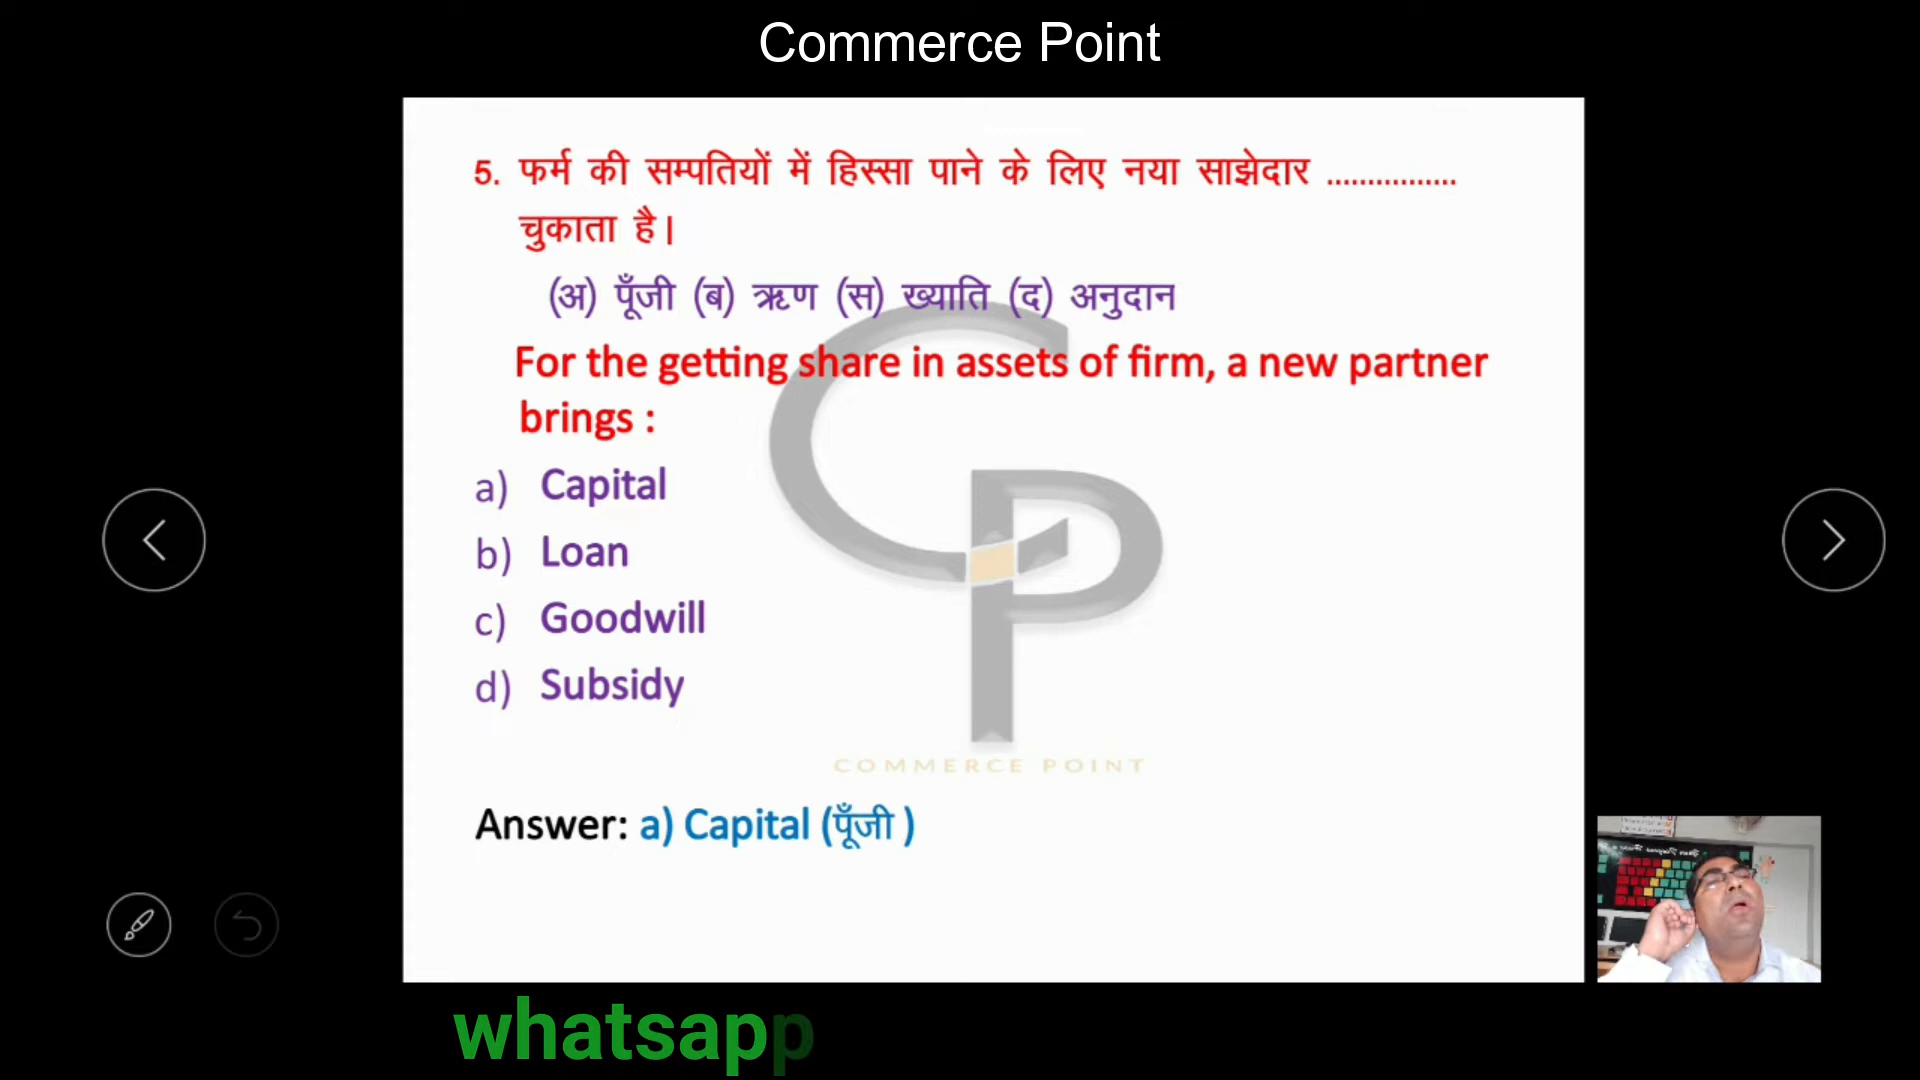 Commerce Point
5. फर्म की सम्पतियों में हिस्सा पाने के लिए नया साझेदार ................
चुकाता है।
(अ) पूँजी (ब) ऋण (स) ख्याति (द) अनुदान
For the getting share in assets of firm, a new partner
brings :
a) Capital
b) Loan
c) Goodwill
d) Subsidy
COMMERCE POINT
Answer: a) Capital (पूँजी )
whatsapp